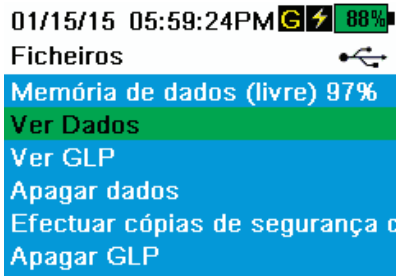 01/15/15 05:59:24PM G 88%
Ficheiros
Memória de dados (livre) 97%
Ver Dados
Ver GLP
Apagar dados
Efectuar cópias de segurança
Apagar GLP